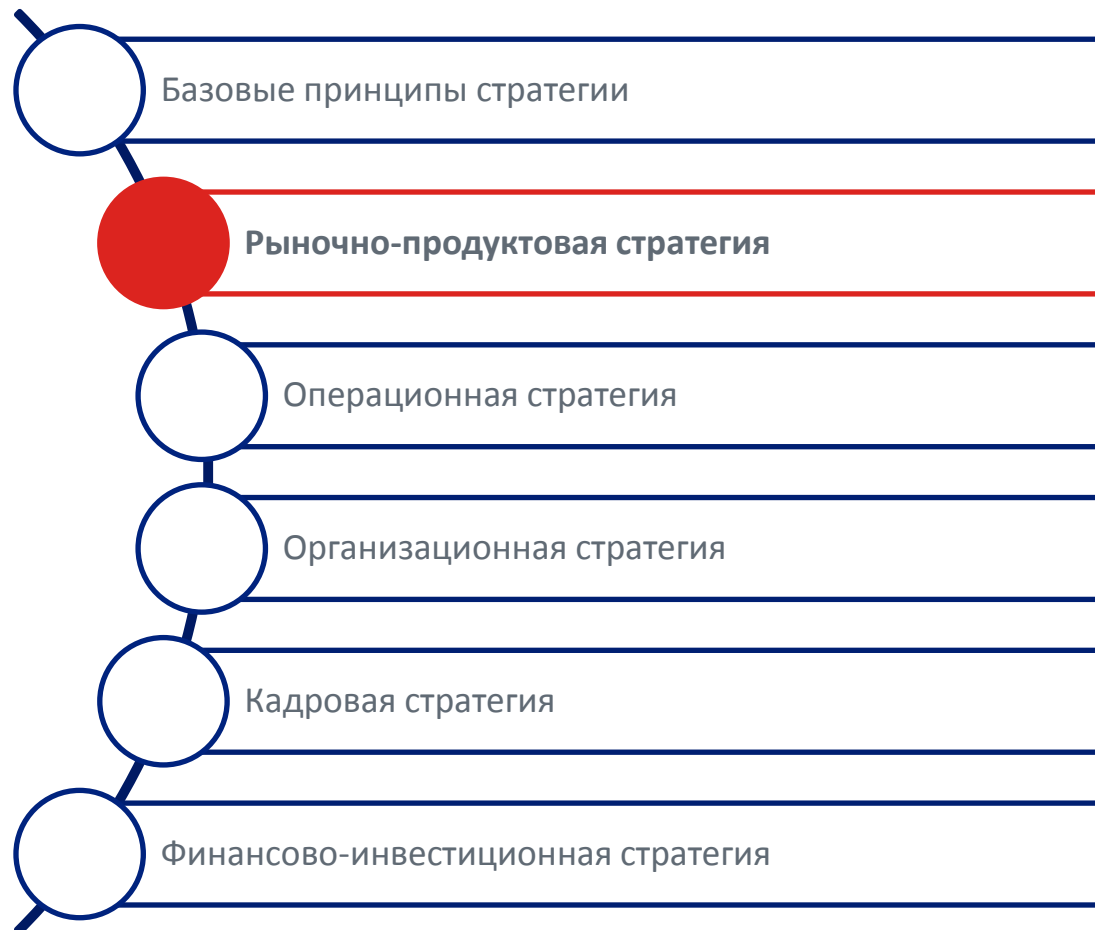 Базовые принципы стратегии
Рыночно-продуктовая стратегия
Операционная стратегия
Организационная стратегия
Кадровая стратегия
Финансово-инвестиционная стратегия